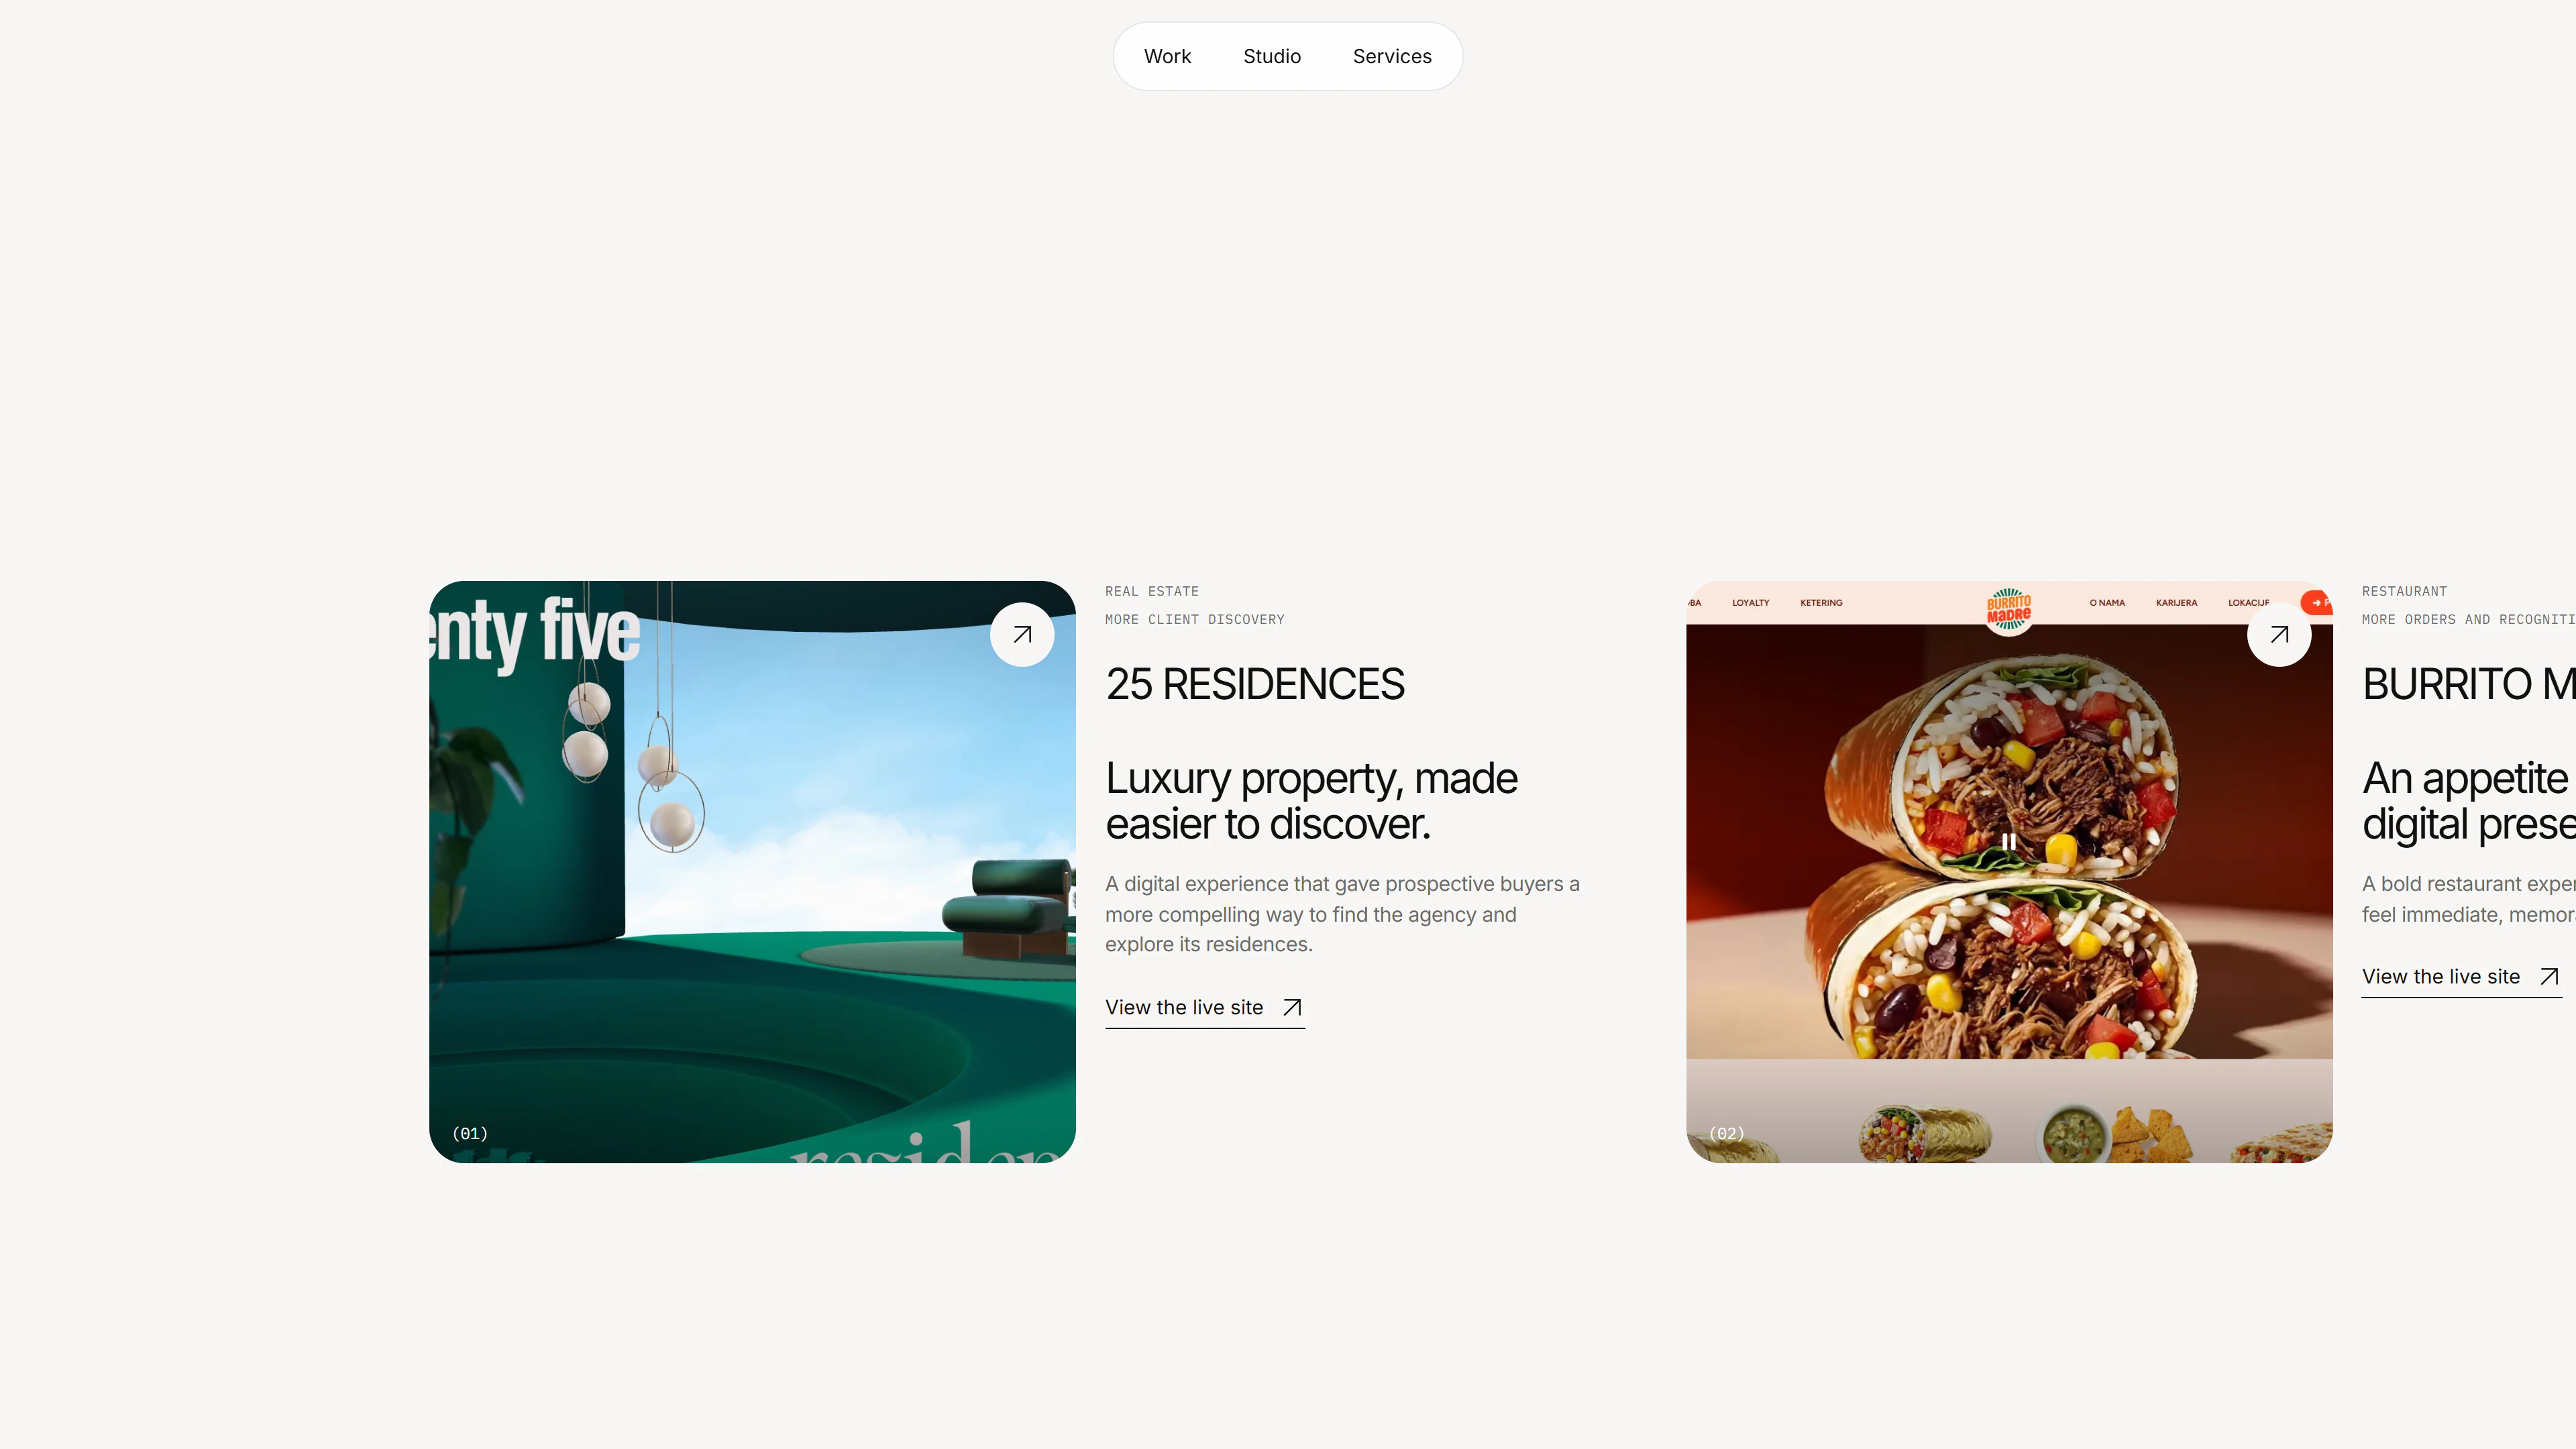 Work Studio Services
enty five
(01)
residen
REAL ESTATE
MORE CLIENT DISCOVERY
25 RESIDENCES
Luxury property, made
easier to discover.
A digital experience that gave prospective buyers a
more compelling way to find the agency and
explore its residences.
View the live site
LOYALTY KETERING
BURRITO
MADRE
O NAMA KARIJERA LOKACIJE
(02)
RESTAURANT
MORE ORDERS AND RECOGNITI
BURRITO M
An appetite
digital prese
A bold restaurant exper
feel immediate, memor
View the live site